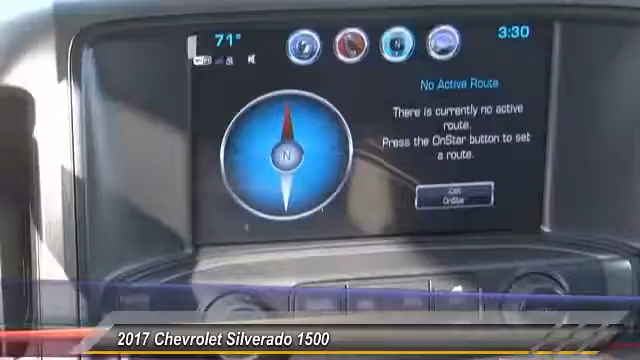 71°
3:30
No Active Route
There is currently no active
route.
Press the OnStar button to set
a route.
N
Call
OnStar
2017 Chevrolet Silverado 1500